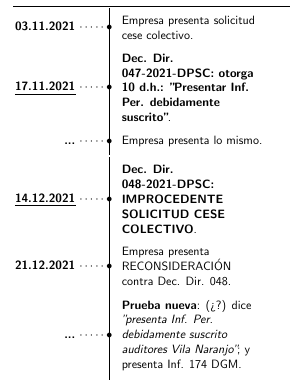 03.11.2021 Empresa presenta solicitud
cese colectivo.
Dec. Dir.
047-2021-DPSC: otorga
17.11.2021 10 d.h.: "Presentar Inf.
Per. debidamente
suscrito".
... Empresa presenta lo mismo.
Dec. Dir.
048-2021-DPSC:
14.12.2021 IMPROCEDENTE
SOLICITUD CESE
COLECTIVO.
Empresa presenta
21.12.2021 RECONSIDERACIÓN
contra Dec. Dir. 048.
Prueba nueva: (¿?) dice
"presenta Inf. Per.
... debidamente suscrito
auditores Vila Naranjo"; y
presenta Inf. 174 DGM.